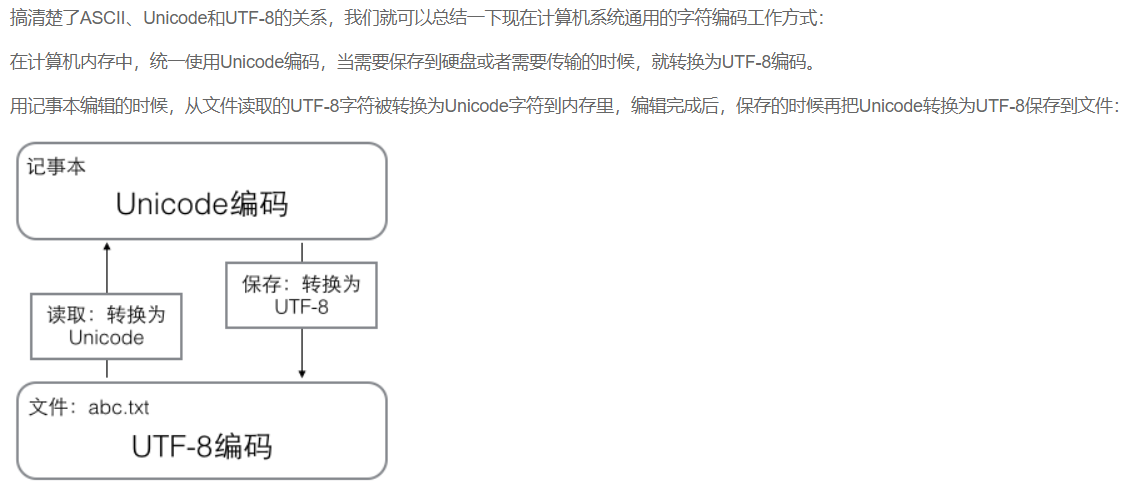 搞清楚了ASCII、Unicode和UTF-8的关系，我们就可以总结一下现在计算机系统通用的字符编码工作方式：
在计算机内存中，统一使用Unicode编码，当需要保存到硬盘或者需要传输的时候，就转换为UTF-8编码。
用记事本编辑的时候，从文件读取的UTF-8字符被转换为Unicode字符到内存里，编辑完成后，保存的时候再把Unicode转换为UTF-8保存到文件：
记事本
Unicode编码
读取：转换为
Unicode
保存：转换为
UTF-8
文件：abc.txt
UTF-8编码